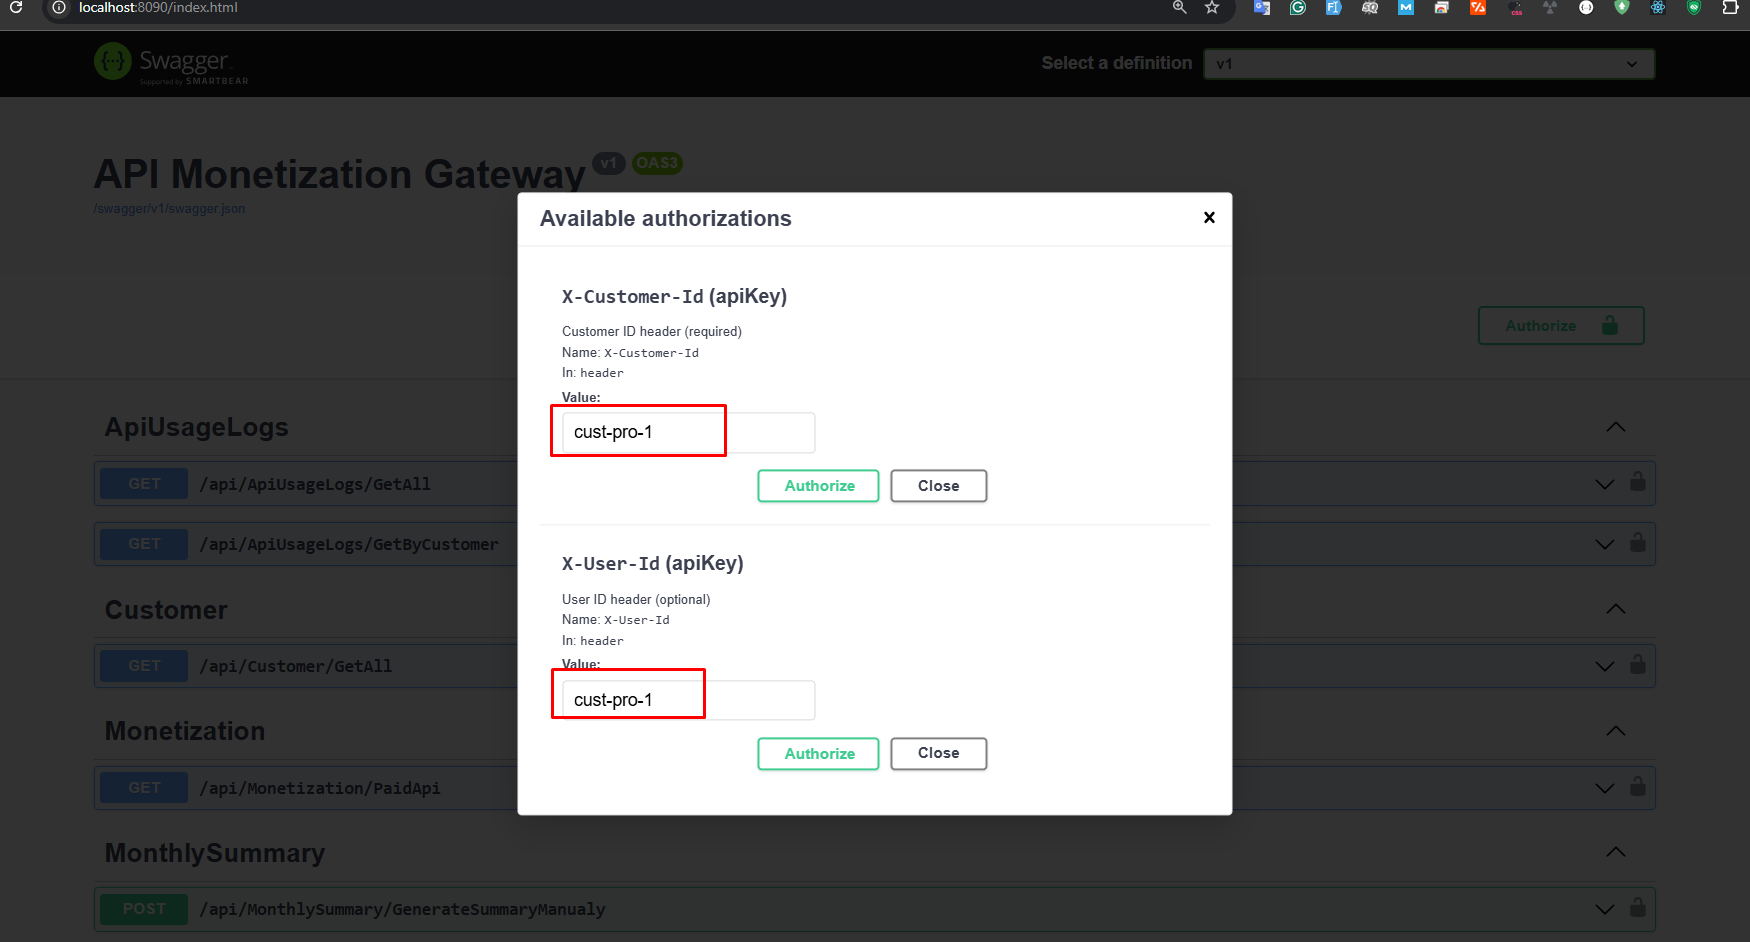 localhost:8090/index.html
Swagger
Supported by SMARTBEAR
Select a definition
v1
API Monetization Gateway
v1
OAS3
/swagger/v1/swagger.json
Available authorizations
X-Customer-Id (apiKey)
Customer ID header (required)
Name: X-Customer-Id
In: header
Value:
cust-pro-1
Authorize
Close
X-User-Id (apiKey)
User ID header (optional)
Name: X-User-Id
In: header
Value:
cust-pro-1
Authorize
Close
Authorize
ApiUsageLogs
GET /api/ApiUsageLogs/GetAll
GET /api/ApiUsageLogs/GetByCustomer
Customer
GET /api/Customer/GetAll
Monetization
GET /api/Monetization/PaidApi
MonthlySummary
POST /api/MonthlySummary/GenerateSummaryManualy